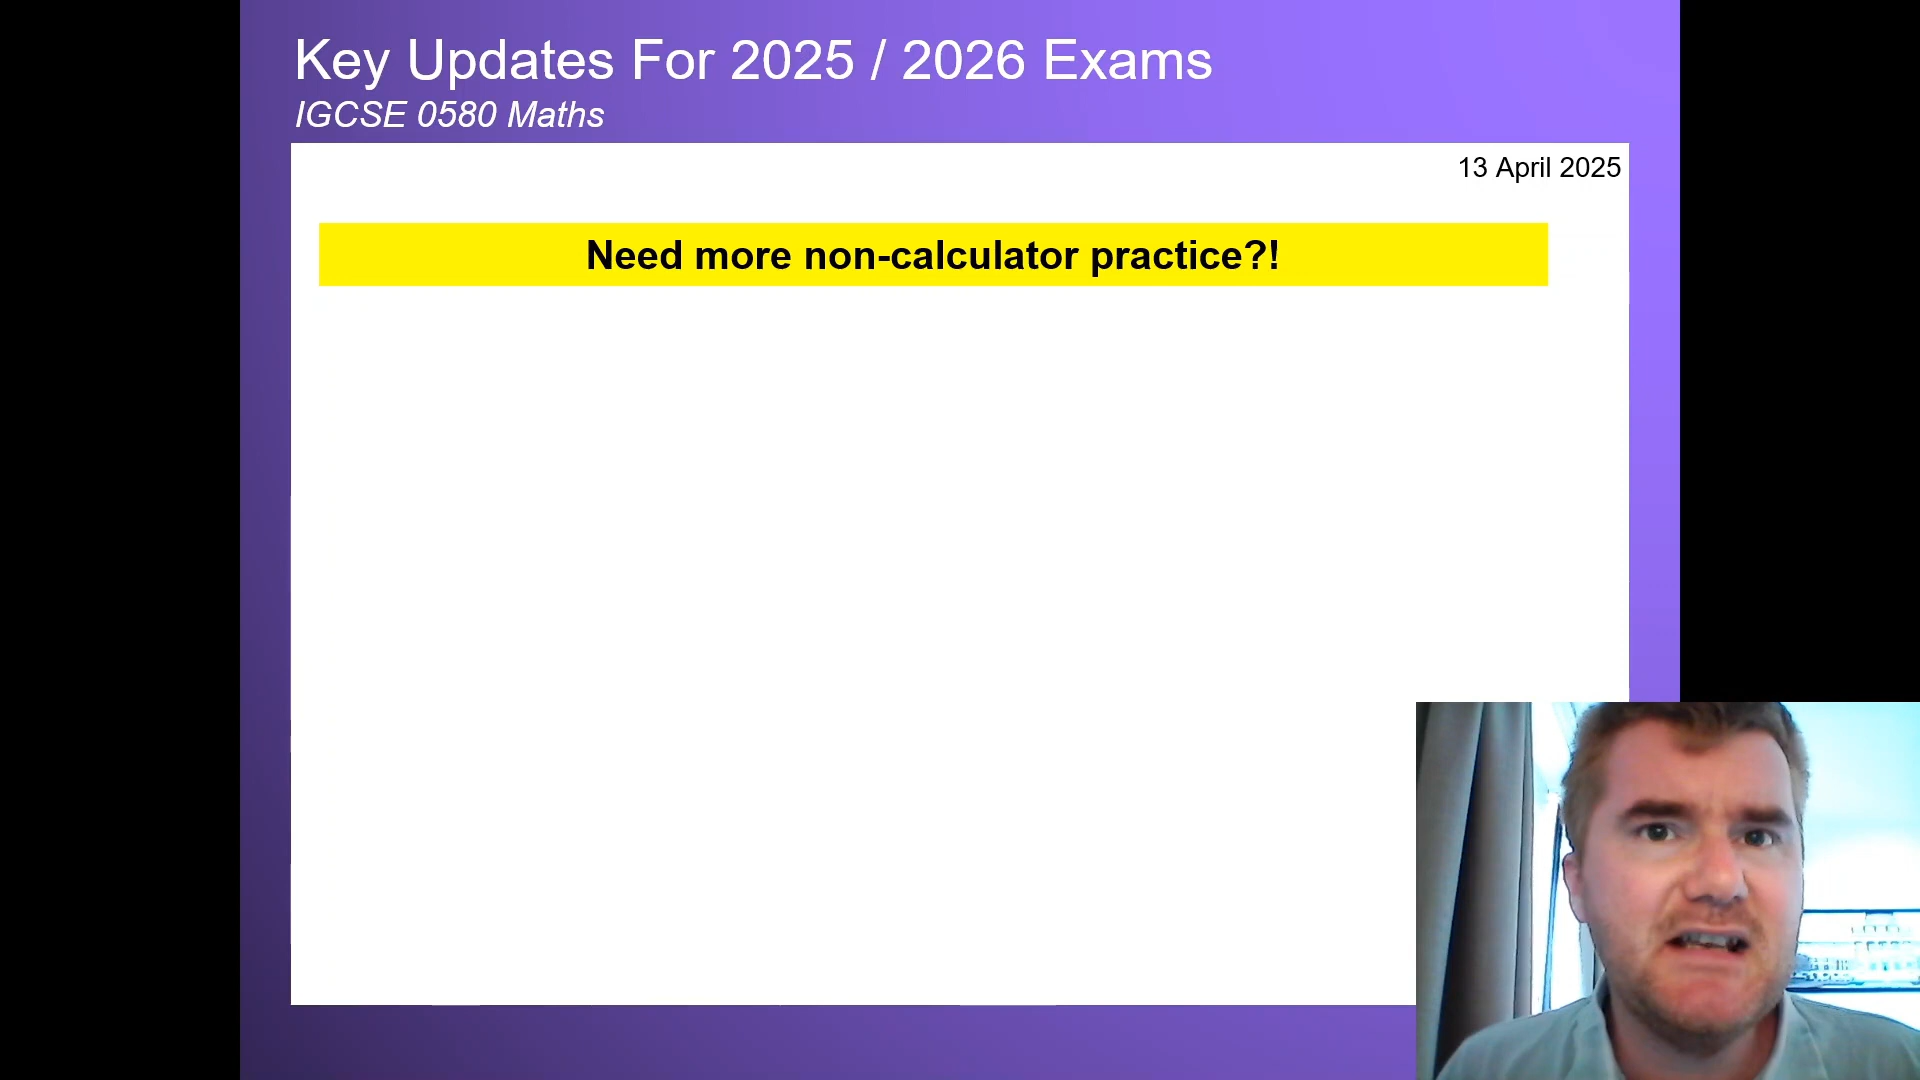 Key Updates For 2025 / 2026 Exams
IGCSE 0580 Maths
13 April 2025
Need more non-calculator practice?!